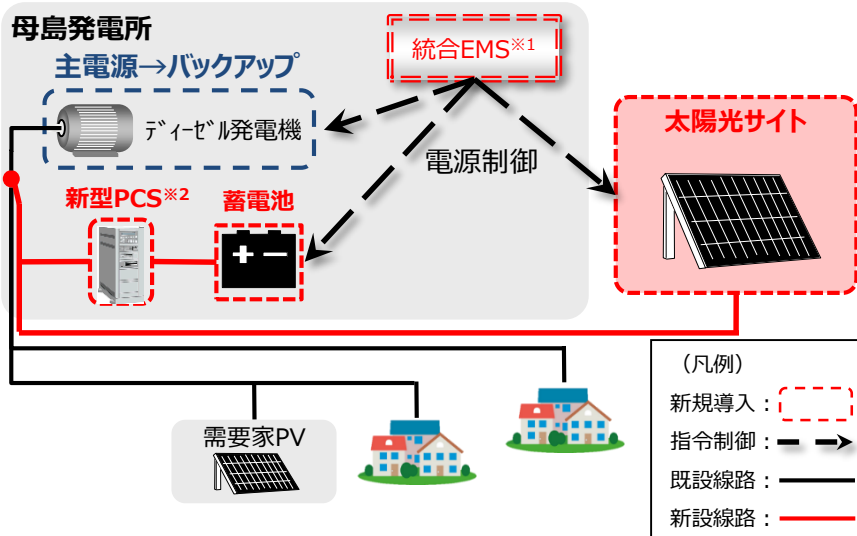 母島発電所
統合EMS※1
主電源→バックアップ
ﾃﾞｨｰｾﾞﾙ発電機
太陽光サイト
電源制御
新型PCS※2
蓄電池
＋－
需要家PV
（凡例）
新規導入：
指令制御：
既設線路：
新設線路：